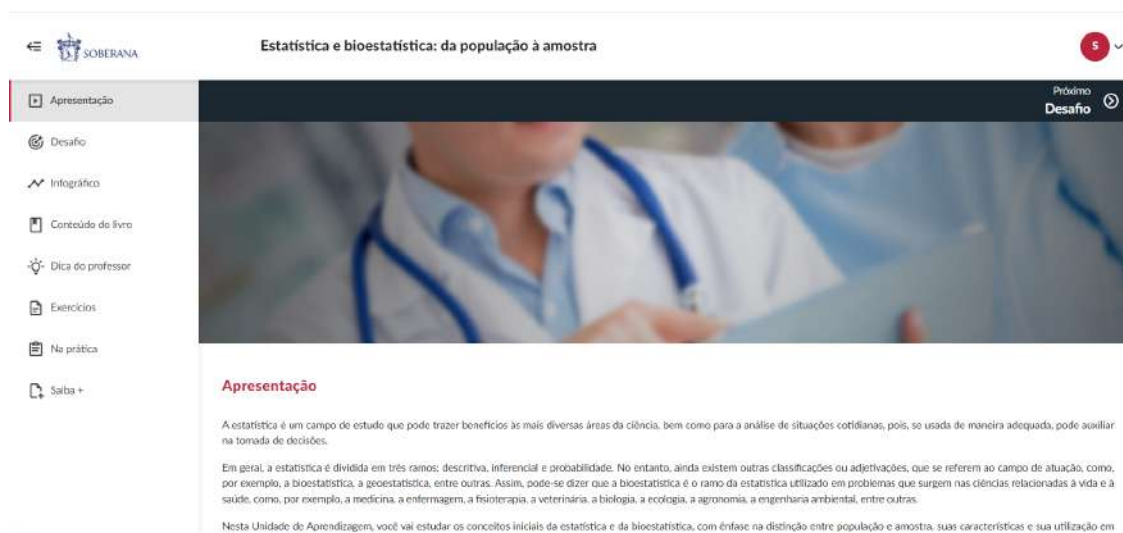 SOBERANA
Estatística e bioestatística: da população à amostra
S
Apresentação
Próximo
Desafio
Desafio
Infográfico
Conteúdo do livro
Dica do professor
Exercícios
Na prática
Saiba +
Apresentação
A estatística é um campo de estudo que pode trazer benefícios às mais diversas áreas da ciência, bem como para a análise de situações cotidianas, pois, se usada de maneira adequada, pode auxiliar
na tomada de decisões.
Em geral, a estatística é dividida em três ramos: descritiva, inferencial e probabilidade. No entanto, ainda existem outras classificações ou adjetivações, que se referem ao campo de atuação, como,
por exemplo, a bioestatística, a geoestatística, entre outras. Assim, pode-se dizer que a bioestatística é o ramo da estatística utilizado em problemas que surgem nas ciências relacionadas à vida e à
saúde, como, por exemplo, a medicina, a enfermagem, a fisioterapia, a veterinária, a biologia, a ecologia, a agronomia, a engenharia ambiental, entre outras.
Nesta Unidade de Aprendizagem, você vai estudar os conceitos iniciais da estatística e da bioestatística, com ênfase na distinção entre população e amostra, suas características e sua utilização em